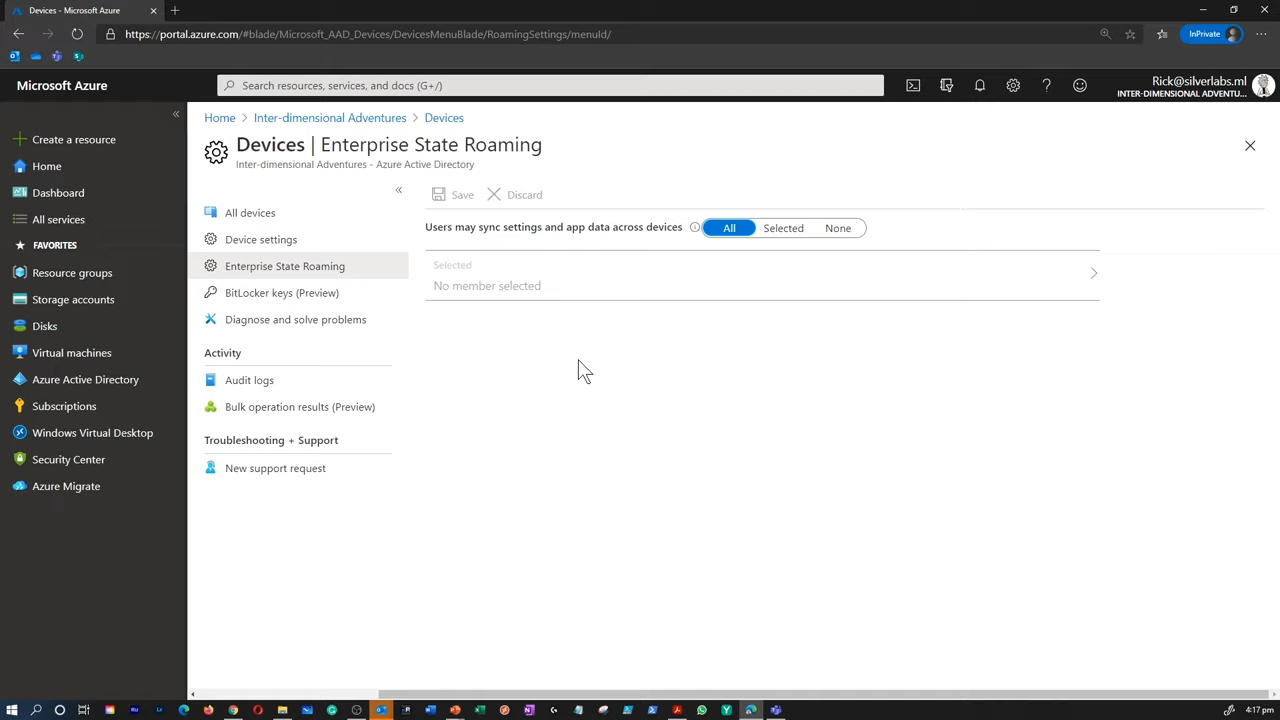 Devices - Microsoft Azure
https://portal.azure.com/#blade/Microsoft_AAD_Devices/DevicesMenuBlade/RoamingSettings/menuId/
InPrivate
Microsoft Azure
Search resources, services, and docs (G+/)
Rick@silverlabs.ml
INTER-DIMENSIONAL ADVENTU...
Create a resource
Home
Dashboard
All services
FAVORITES
Resource groups
Storage accounts
Disks
Virtual machines
Azure Active Directory
Subscriptions
Windows Virtual Desktop
Security Center
Azure Migrate
Home > Inter-dimensional Adventures > Devices
Devices | Enterprise State Roaming
Inter-dimensional Adventures - Azure Active Directory
All devices
Device settings
Enterprise State Roaming
BitLocker keys (Preview)
Diagnose and solve problems
Activity
Audit logs
Bulk operation results (Preview)
Troubleshooting + Support
New support request
Save Discard
Users may sync settings and app data across devices All Selected None
Selected
No member selected
4:17 pm